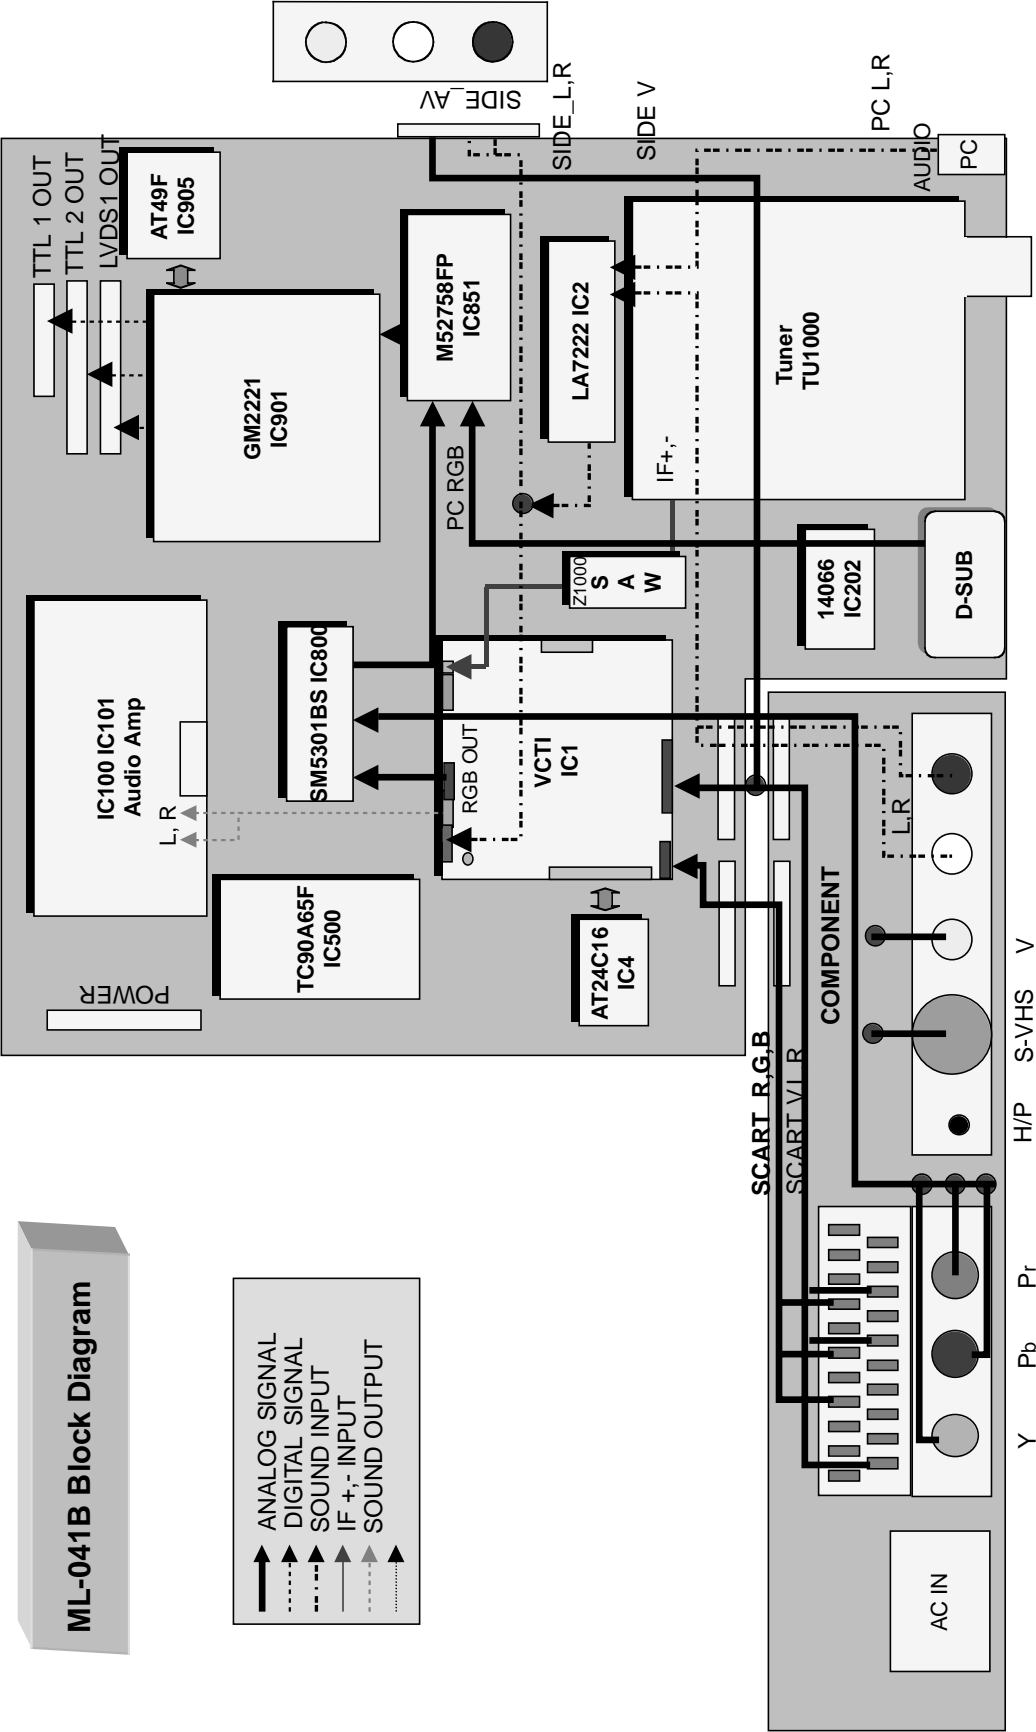 ML-041B Block Diagram
ANALOG SIGNAL
DIGITAL SIGNAL
SOUND INPUT
IF +,- INPUT
SOUND OUTPUT
POWER
IC100 IC101
Audio Amp
L, R
TC90A65F
IC500
SM5301BS IC800
TTL 1 OUT
TTL 2 OUT
LVDS1 OUT
AT49F
IC905
GM2221
IC901
M52758FP
IC851
PC RGB
SIDE_AV
SIDE_L,R
SIDE V
PC L,R
AUDIO
PC
LA7222 IC2
Tuner
TU1000
IF+,-
Z1000
S
A
W
14066
IC202
D-SUB
RGB OUT
VCTI
IC1
AT24C16
IC4
L,R
COMPONENT
SCART R,G,B
SCART V,L,R
V
S-VHS
H/P
Pr
Pb
Y
AC IN